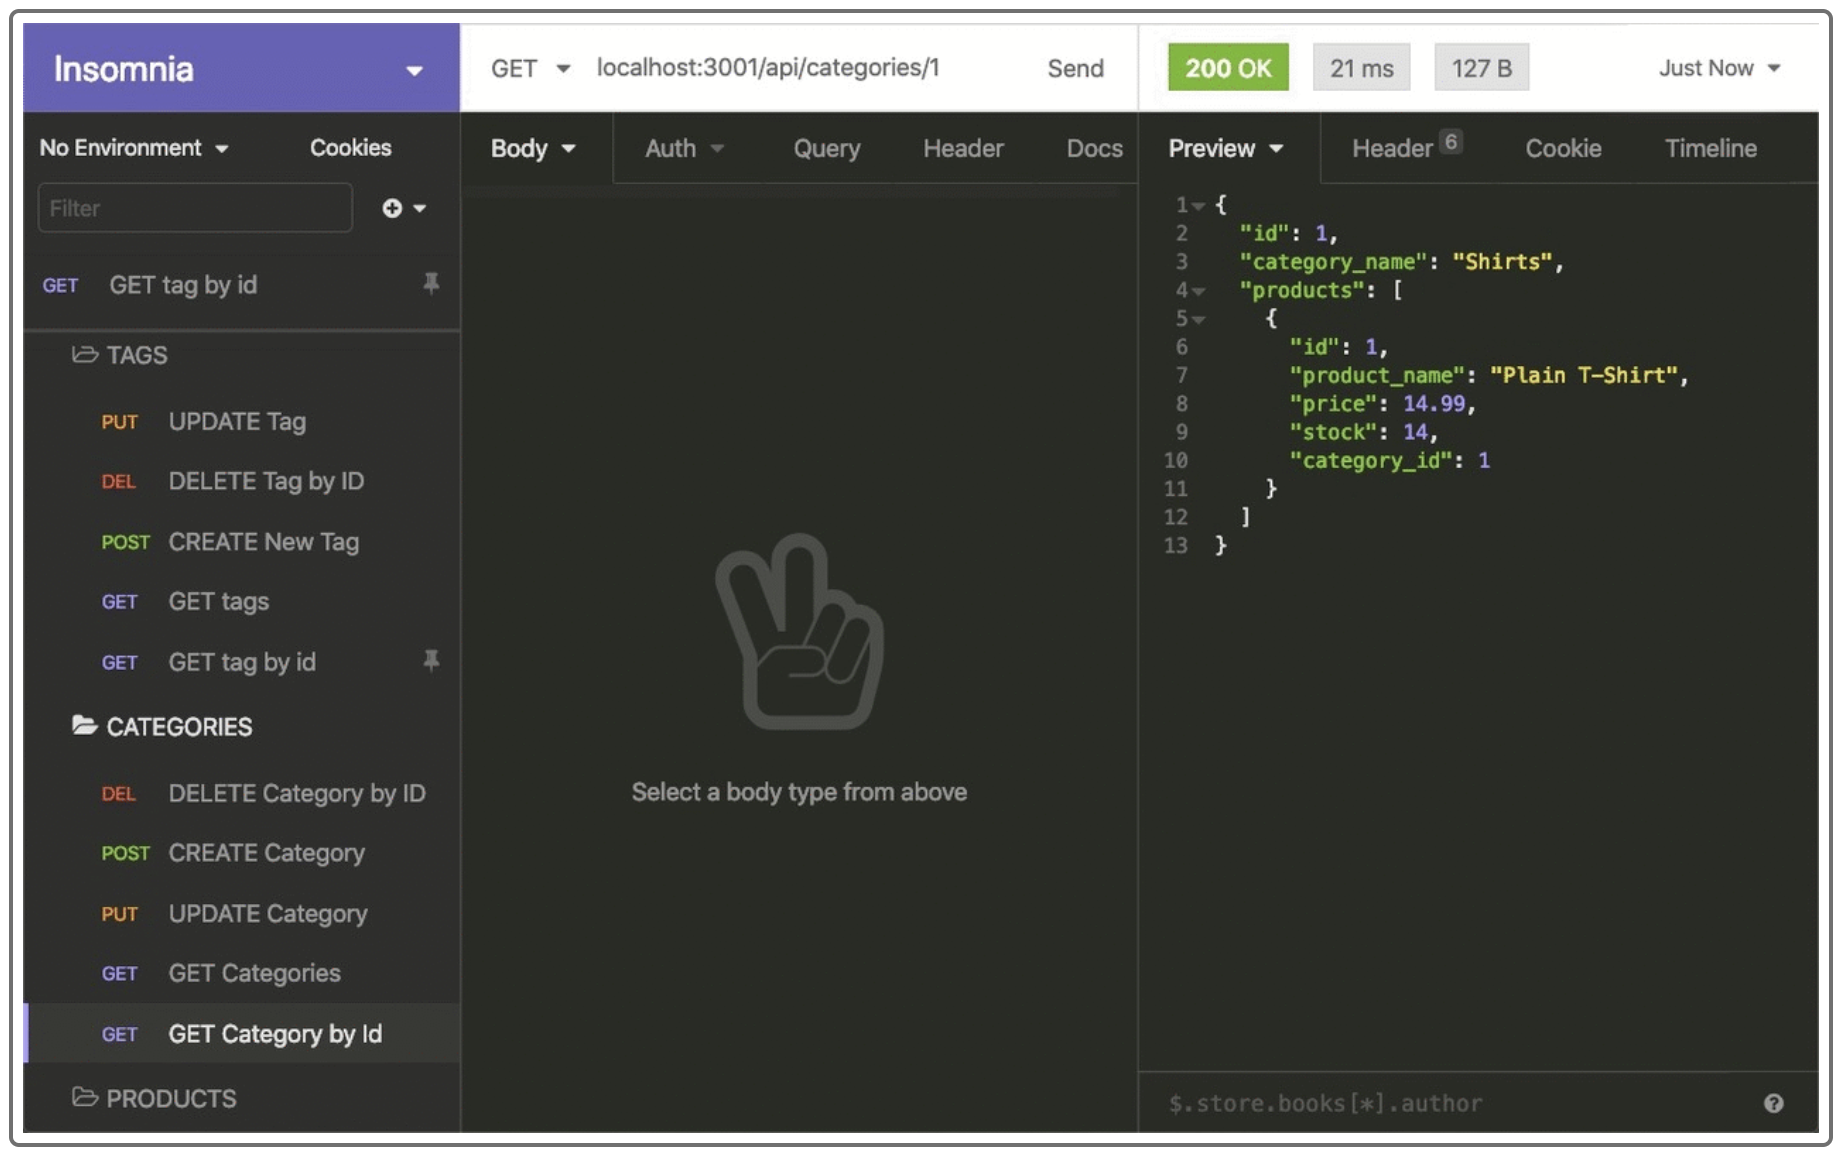 Insomnia
GET localhost:3001/api/categories/1 Send
200 OK 21 ms 127 B Just Now
No Environment Cookies
Filter
GET GET tag by id
TAGS
PUT UPDATE Tag
DEL DELETE Tag by ID
POST CREATE New Tag
GET GET tags
GET GET tag by id
CATEGORIES
DEL DELETE Category by ID
POST CREATE Category
PUT UPDATE Category
GET GET Categories
GET GET Category by Id
PRODUCTS
Body Auth Query Header Docs
Select a body type from above
Preview Header 6 Cookie Timeline
1 {
2 "id": 1,
3 "category_name": "Shirts",
4 "products": [
5 {
6 "id": 1,
7 "product_name": "Plain T-Shirt",
8 "price": 14.99,
9 "stock": 14,
10 "category_id": 1
11 }
12 ]
13 }
$.store.books[*].author ?